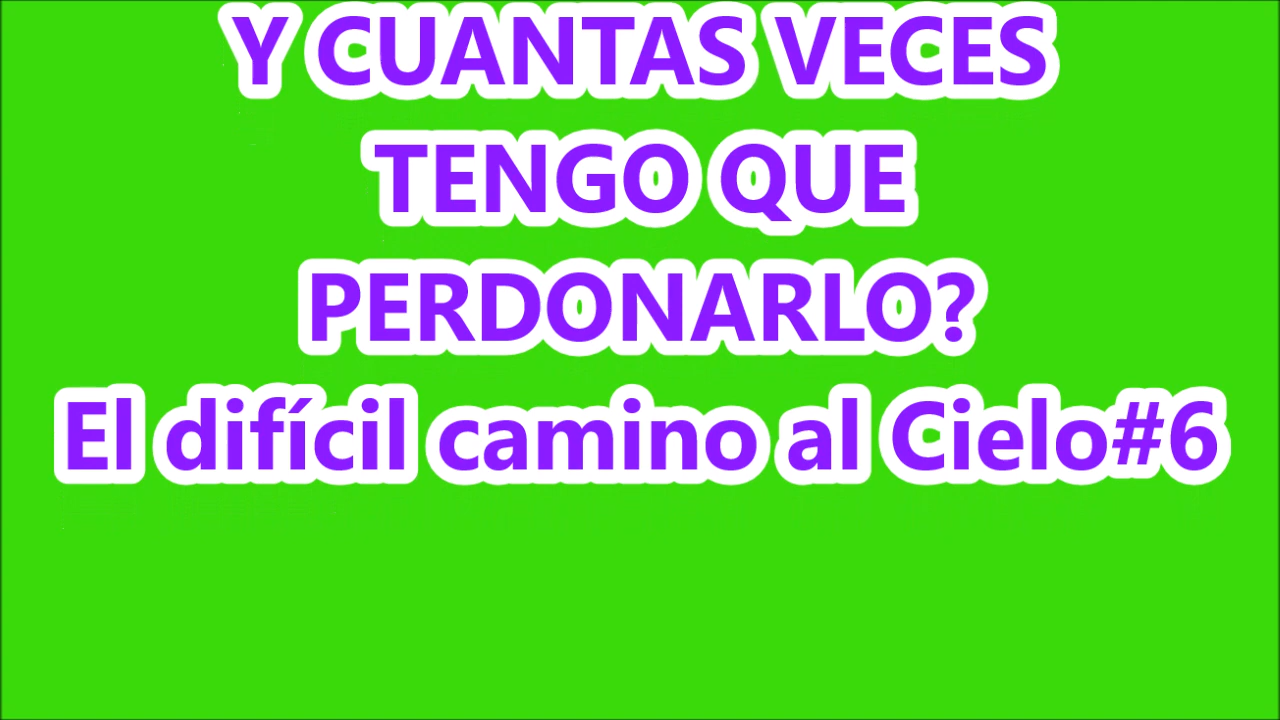 Y CUANTAS VECES
TENGO QUE
PERDONARLO?
El difícil camino al Cielo#6